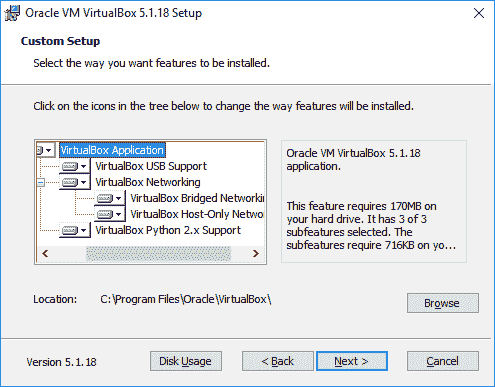 Oracle VM VirtualBox 5.1.18 Setup
Custom Setup
Select the way you want features to be installed.
Click on the icons in the tree below to change the way features will be installed.
VirtualBox Application
VirtualBox USB Support
VirtualBox Networking
VirtualBox Bridged Networkin
VirtualBox Host-Only Netwo
VirtualBox Python 2.x Support
Oracle VM VirtualBox 5.1.18
application.
This feature requires 170MB on
your hard drive. It has 3 of 3
subfeatures selected. The
subfeatures require 716KB on yo...
Location: C:\Program Files\Oracle\VirtualBox\
Browse
Version 5.1.18
Disk Usage
< Back
Next >
Cancel